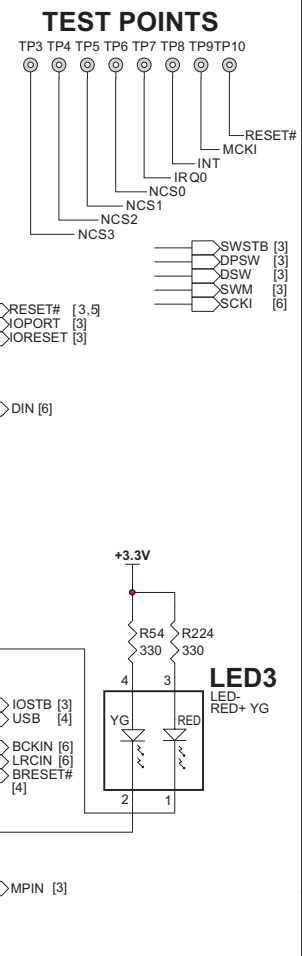 TEST POINTS
TP3 TP4 TP5 TP6 TP7 TP8 TP9TP10
RESET#
MCKI
INT
IRQ0
NCS0
NCS1
NCS2
NCS3
SWSTB [3]
DPSW [3]
DSW [3]
SWM [3]
SCKI [6]
RESET# [3,5]
IOPORT [3]
IORESET [3]
DIN [6]
+3.3V
R54 R224
330 330
4 3
LED3
LED-
RED+ YG
YG RED
2 1
IOSTB [3]
USB [4]
BCKIN [6]
LRCIN [6]
BRESET#
[4]
MPIN [3]